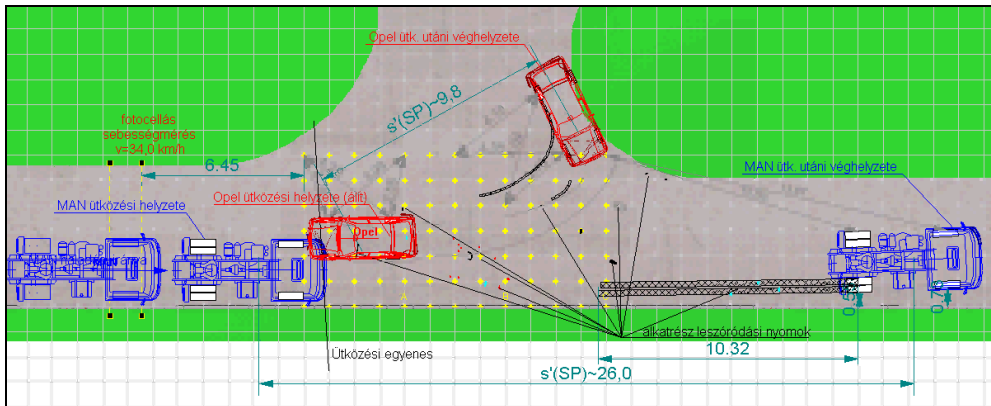 Opel ütk. utáni véghelyzete
s'(SP)~9,8
fotocellás
sebességmérés
v=34,0 km/h
6.45
MAN ütk. utáni véghelyzete
Opel ütközési helyzete (állt)
MAN ütközési helyzete
Opel
alkatrész leszóródási nyomok
Ütközési egyenes
10.32
s'(SP)~26,0